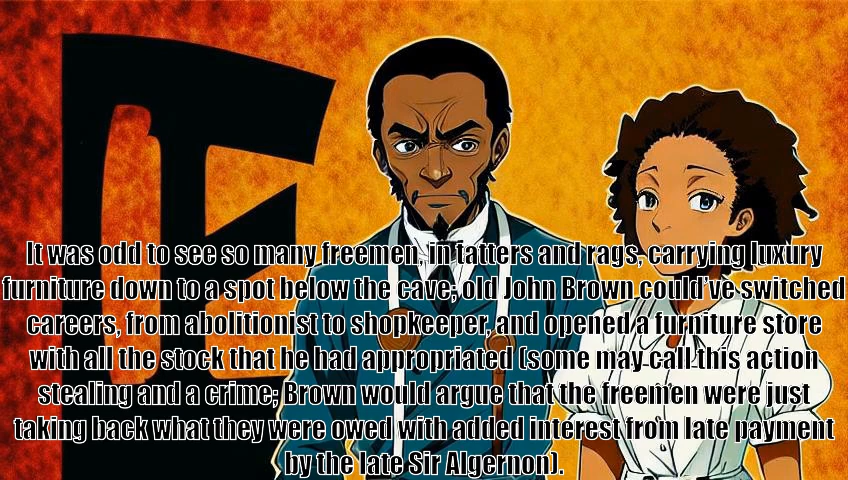 It was odd to see so many freemen, in tatters and rags, carrying luxury
furniture down to a spot below the cave; old John Brown could've switched
careers, from abolitionist to shopkeeper, and opened a furniture store
with all the stock that he had appropriated (some may call this action
stealing and a crime; Brown would argue that the freemen were just
taking back what they were owed with added interest from late payment
by the late Sir Algernon).